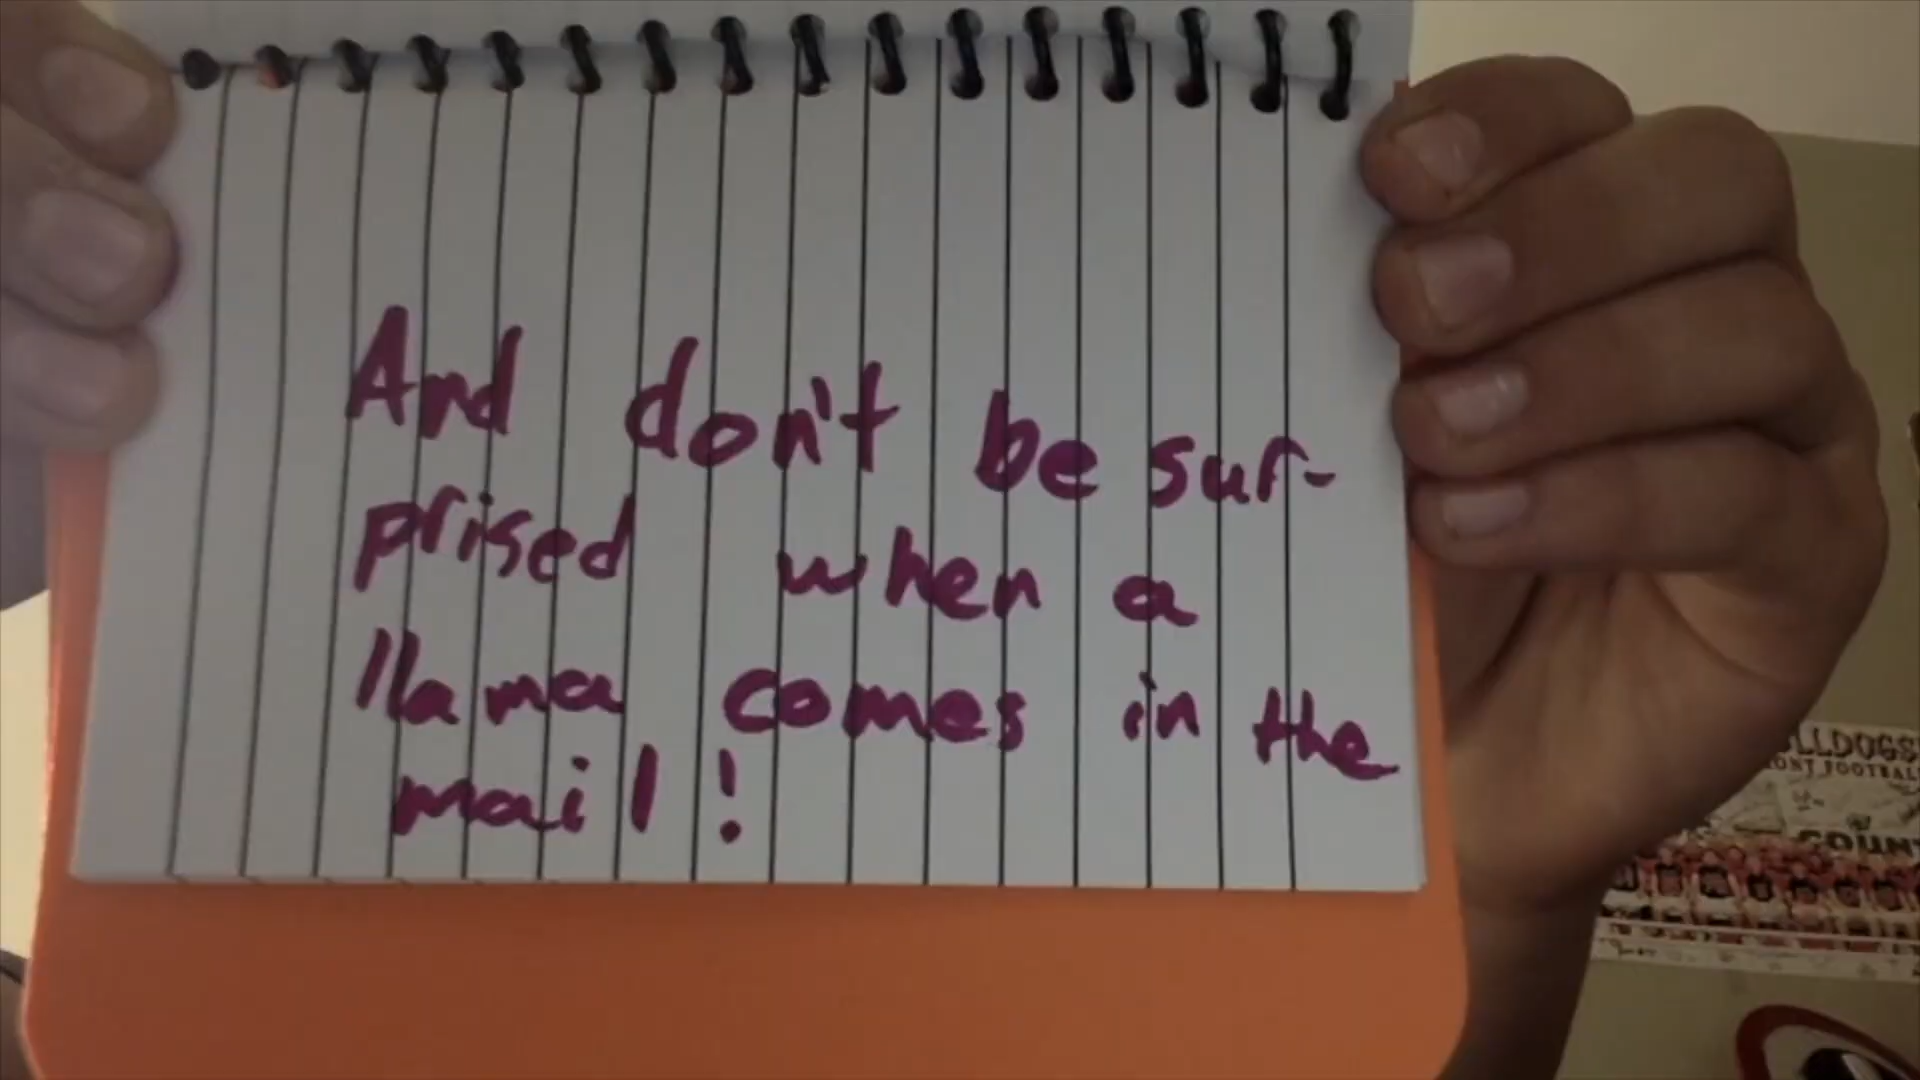 And don't be sur-
prised when a
llama comes in the
mail!